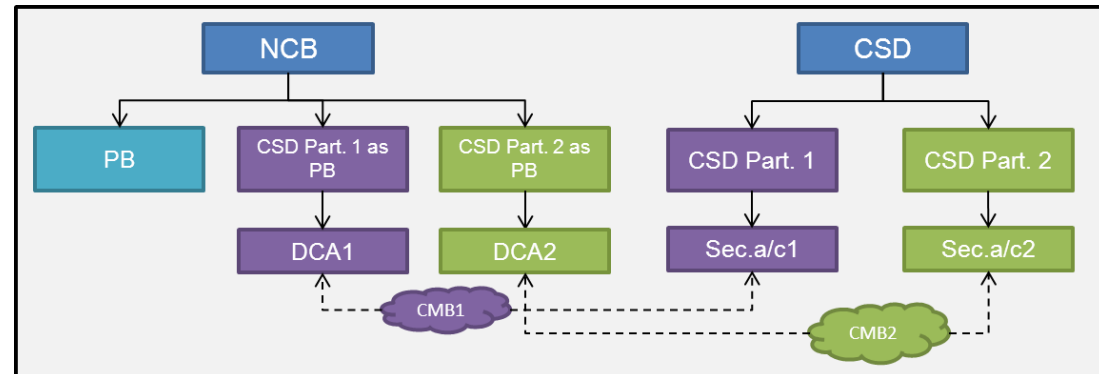 NCB
CSD
PB
CSD Part. 1 as
PB
CSD Part. 2 as
PB
CSD Part. 1
CSD Part. 2
DCA1
DCA2
Sec.a/c1
Sec.a/c2
CMB1
CMB2